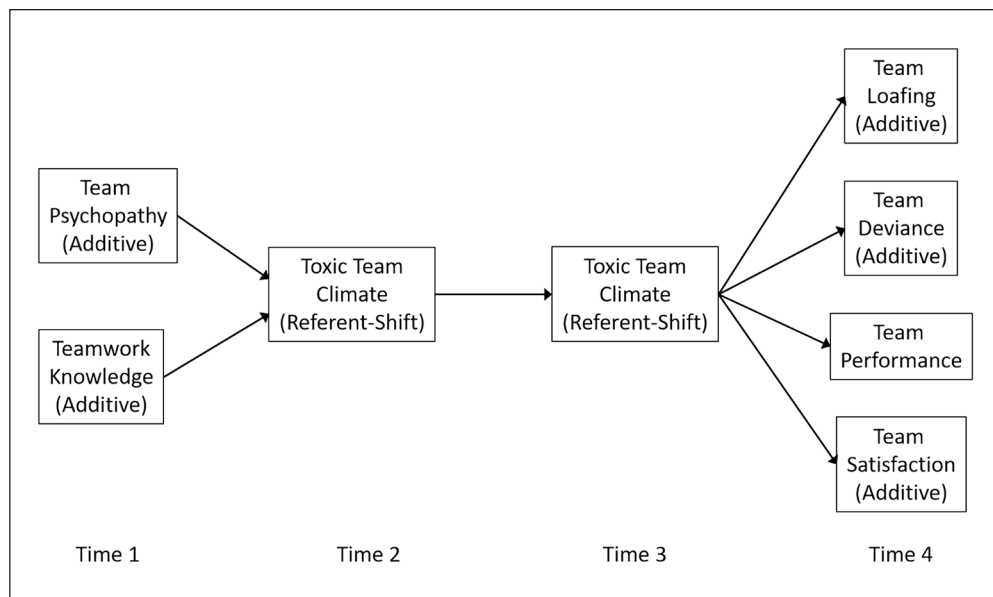 Team
Psychopathy
(Additive)
Teamwork
Knowledge
(Additive)
Toxic Team
Climate
(Referent-Shift)
Toxic Team
Climate
(Referent-Shift)
Team
Loafing
(Additive)
Team
Deviance
(Additive)
Team
Performance
Team
Satisfaction
(Additive)
Time 1
Time 2
Time 3
Time 4